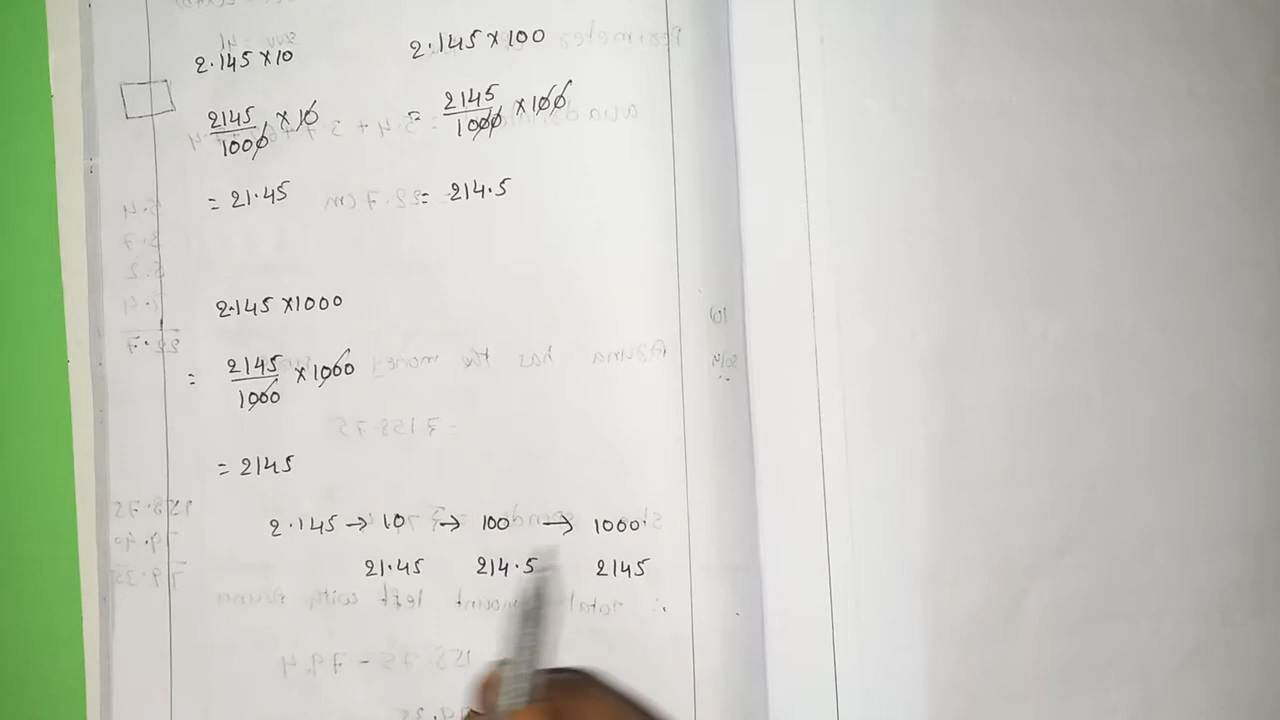 2.145 × 10
2145/1000 × 10
= 21.45
2.145 × 100
= 2145/1000 × 100
= 214.5
2.145 × 1000
= 2145/1000 × 1000
= 2145
2.145 → 10 → 100 → 1000
21.45 214.5 2145